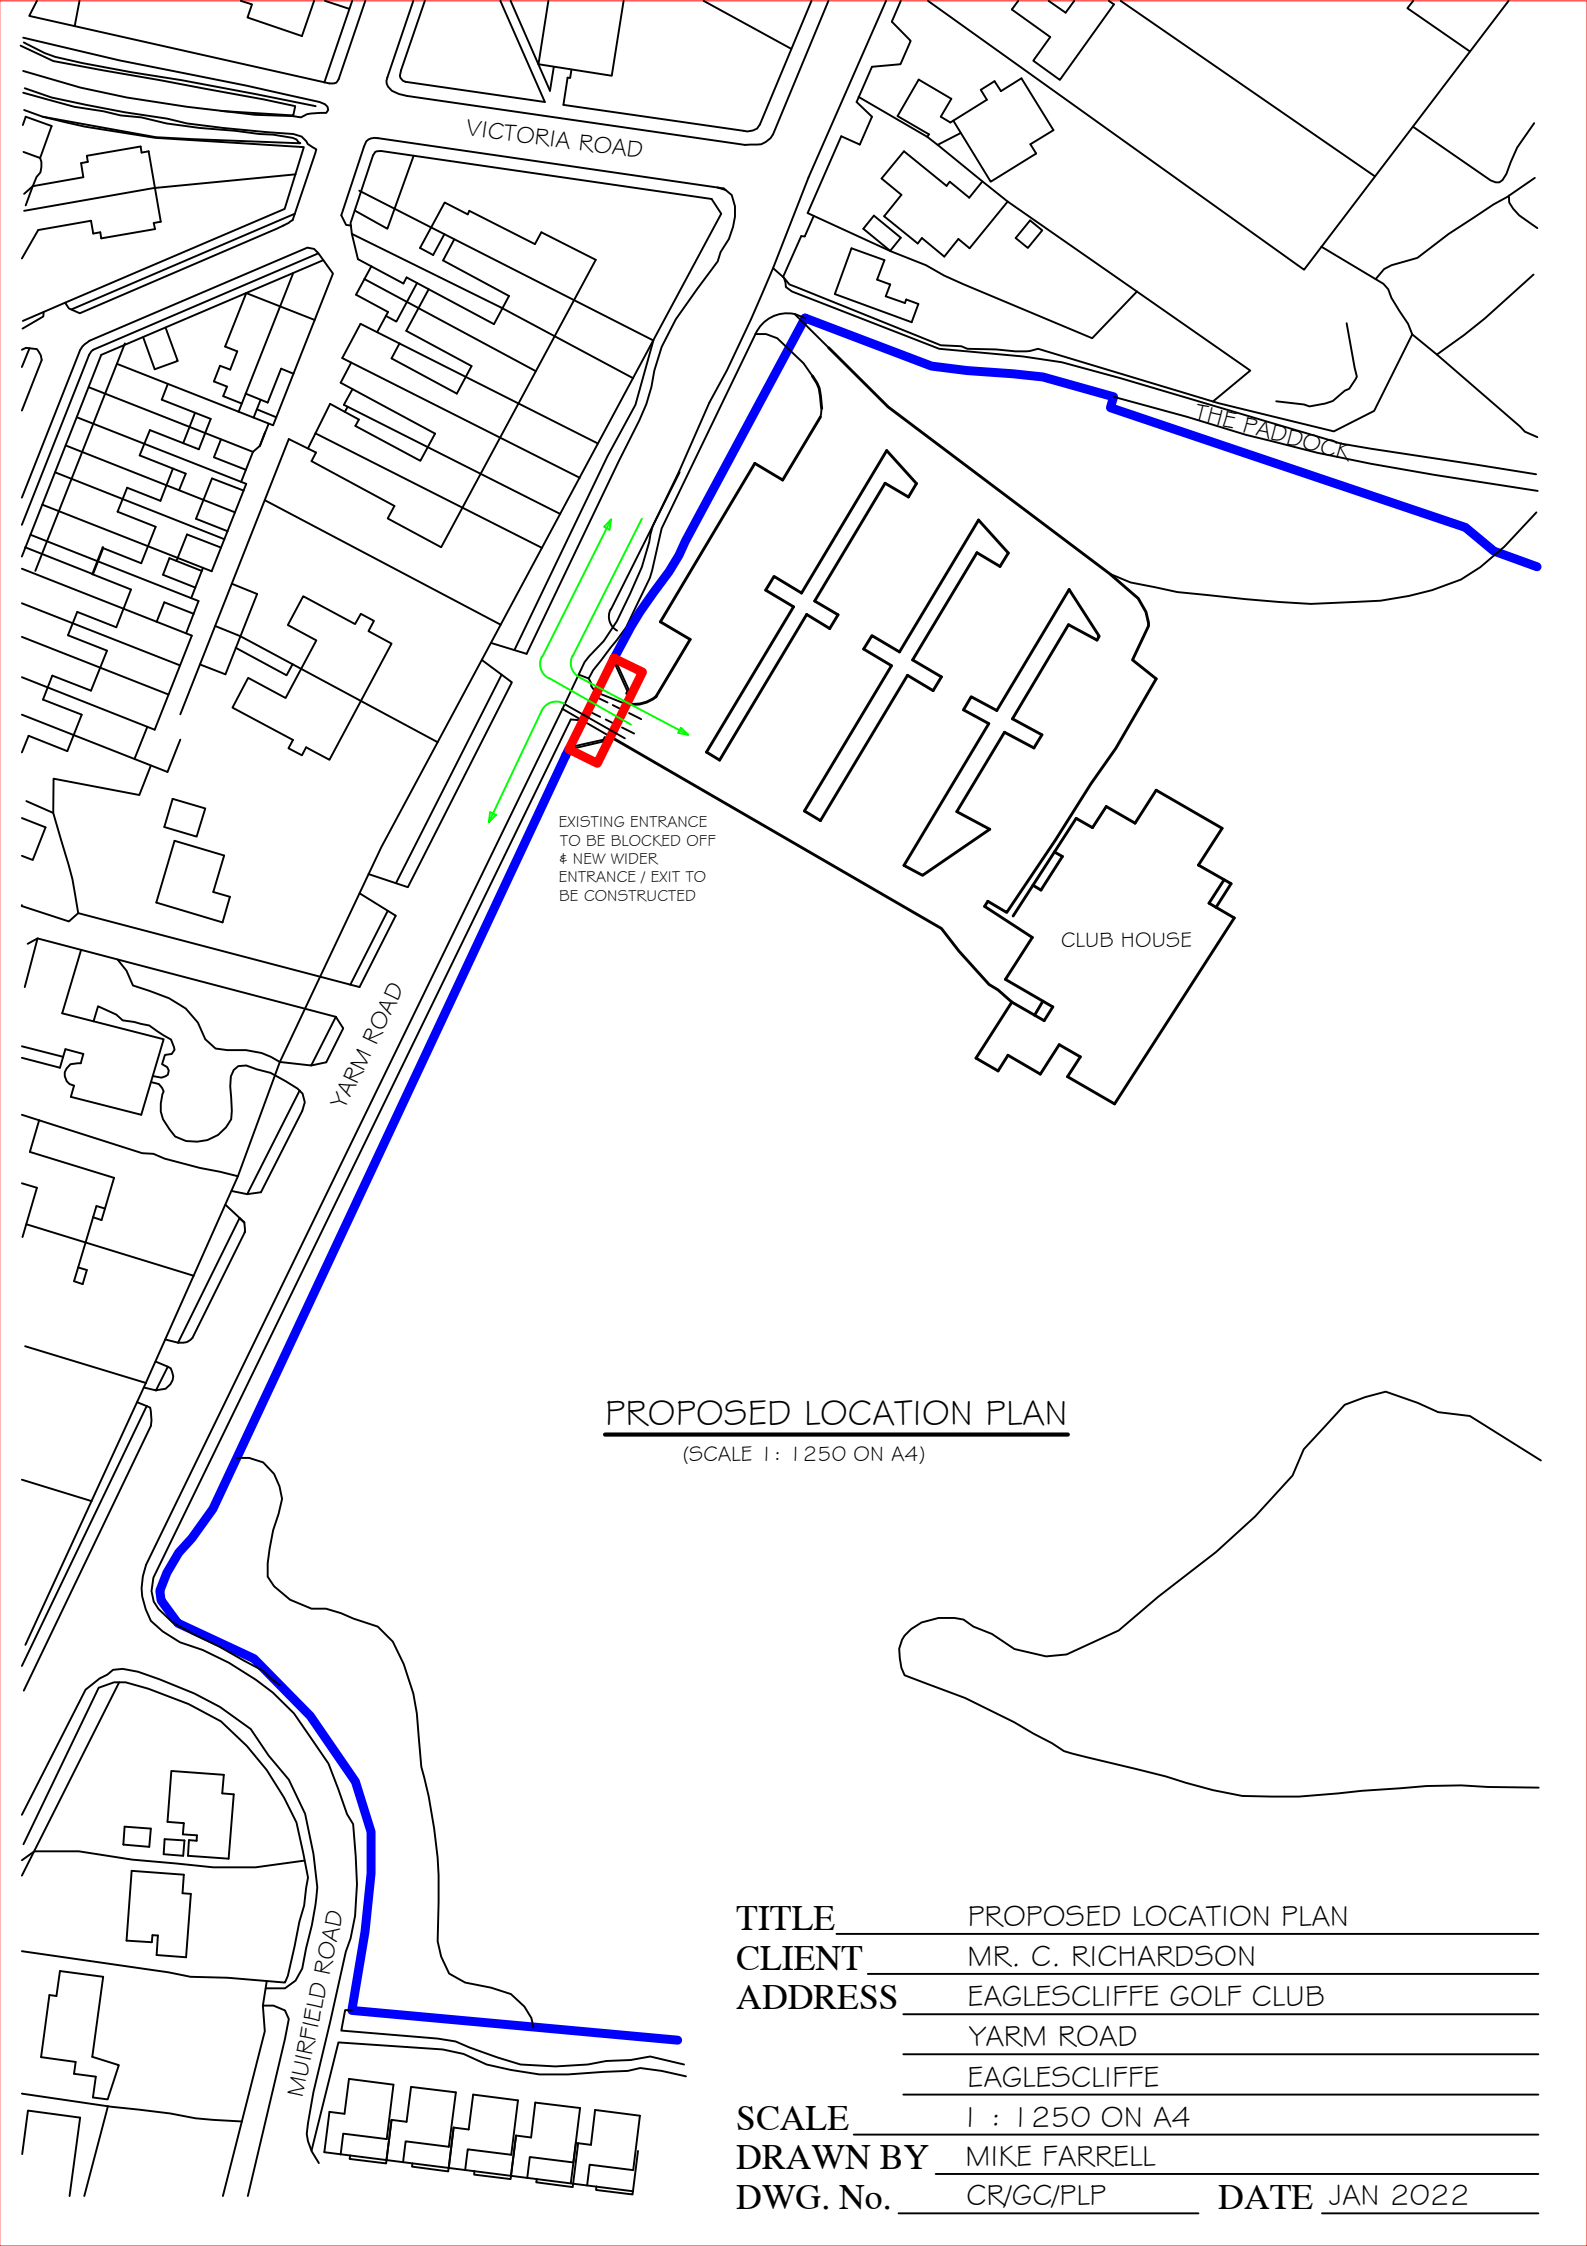 VICTORIA ROAD
THE PADDOCK
EXISTING ENTRANCE
TO BE BLOCKED OFF
& NEW WIDER
ENTRANCE / EXIT TO
BE CONSTRUCTED
CLUB HOUSE
YARM ROAD
PROPOSED LOCATION PLAN
(SCALE 1: 1250 ON A4)
MUIRFIELD ROAD
TITLE PROPOSED LOCATION PLAN
CLIENT MR. C. RICHARDSON
ADDRESS EAGLESCLIFFE GOLF CLUB
YARM ROAD
EAGLESCLIFFE
SCALE 1 : 1250 ON A4
DRAWN BY MIKE FARRELL
DWG. No. CR/GC/PLP DATE JAN 2022